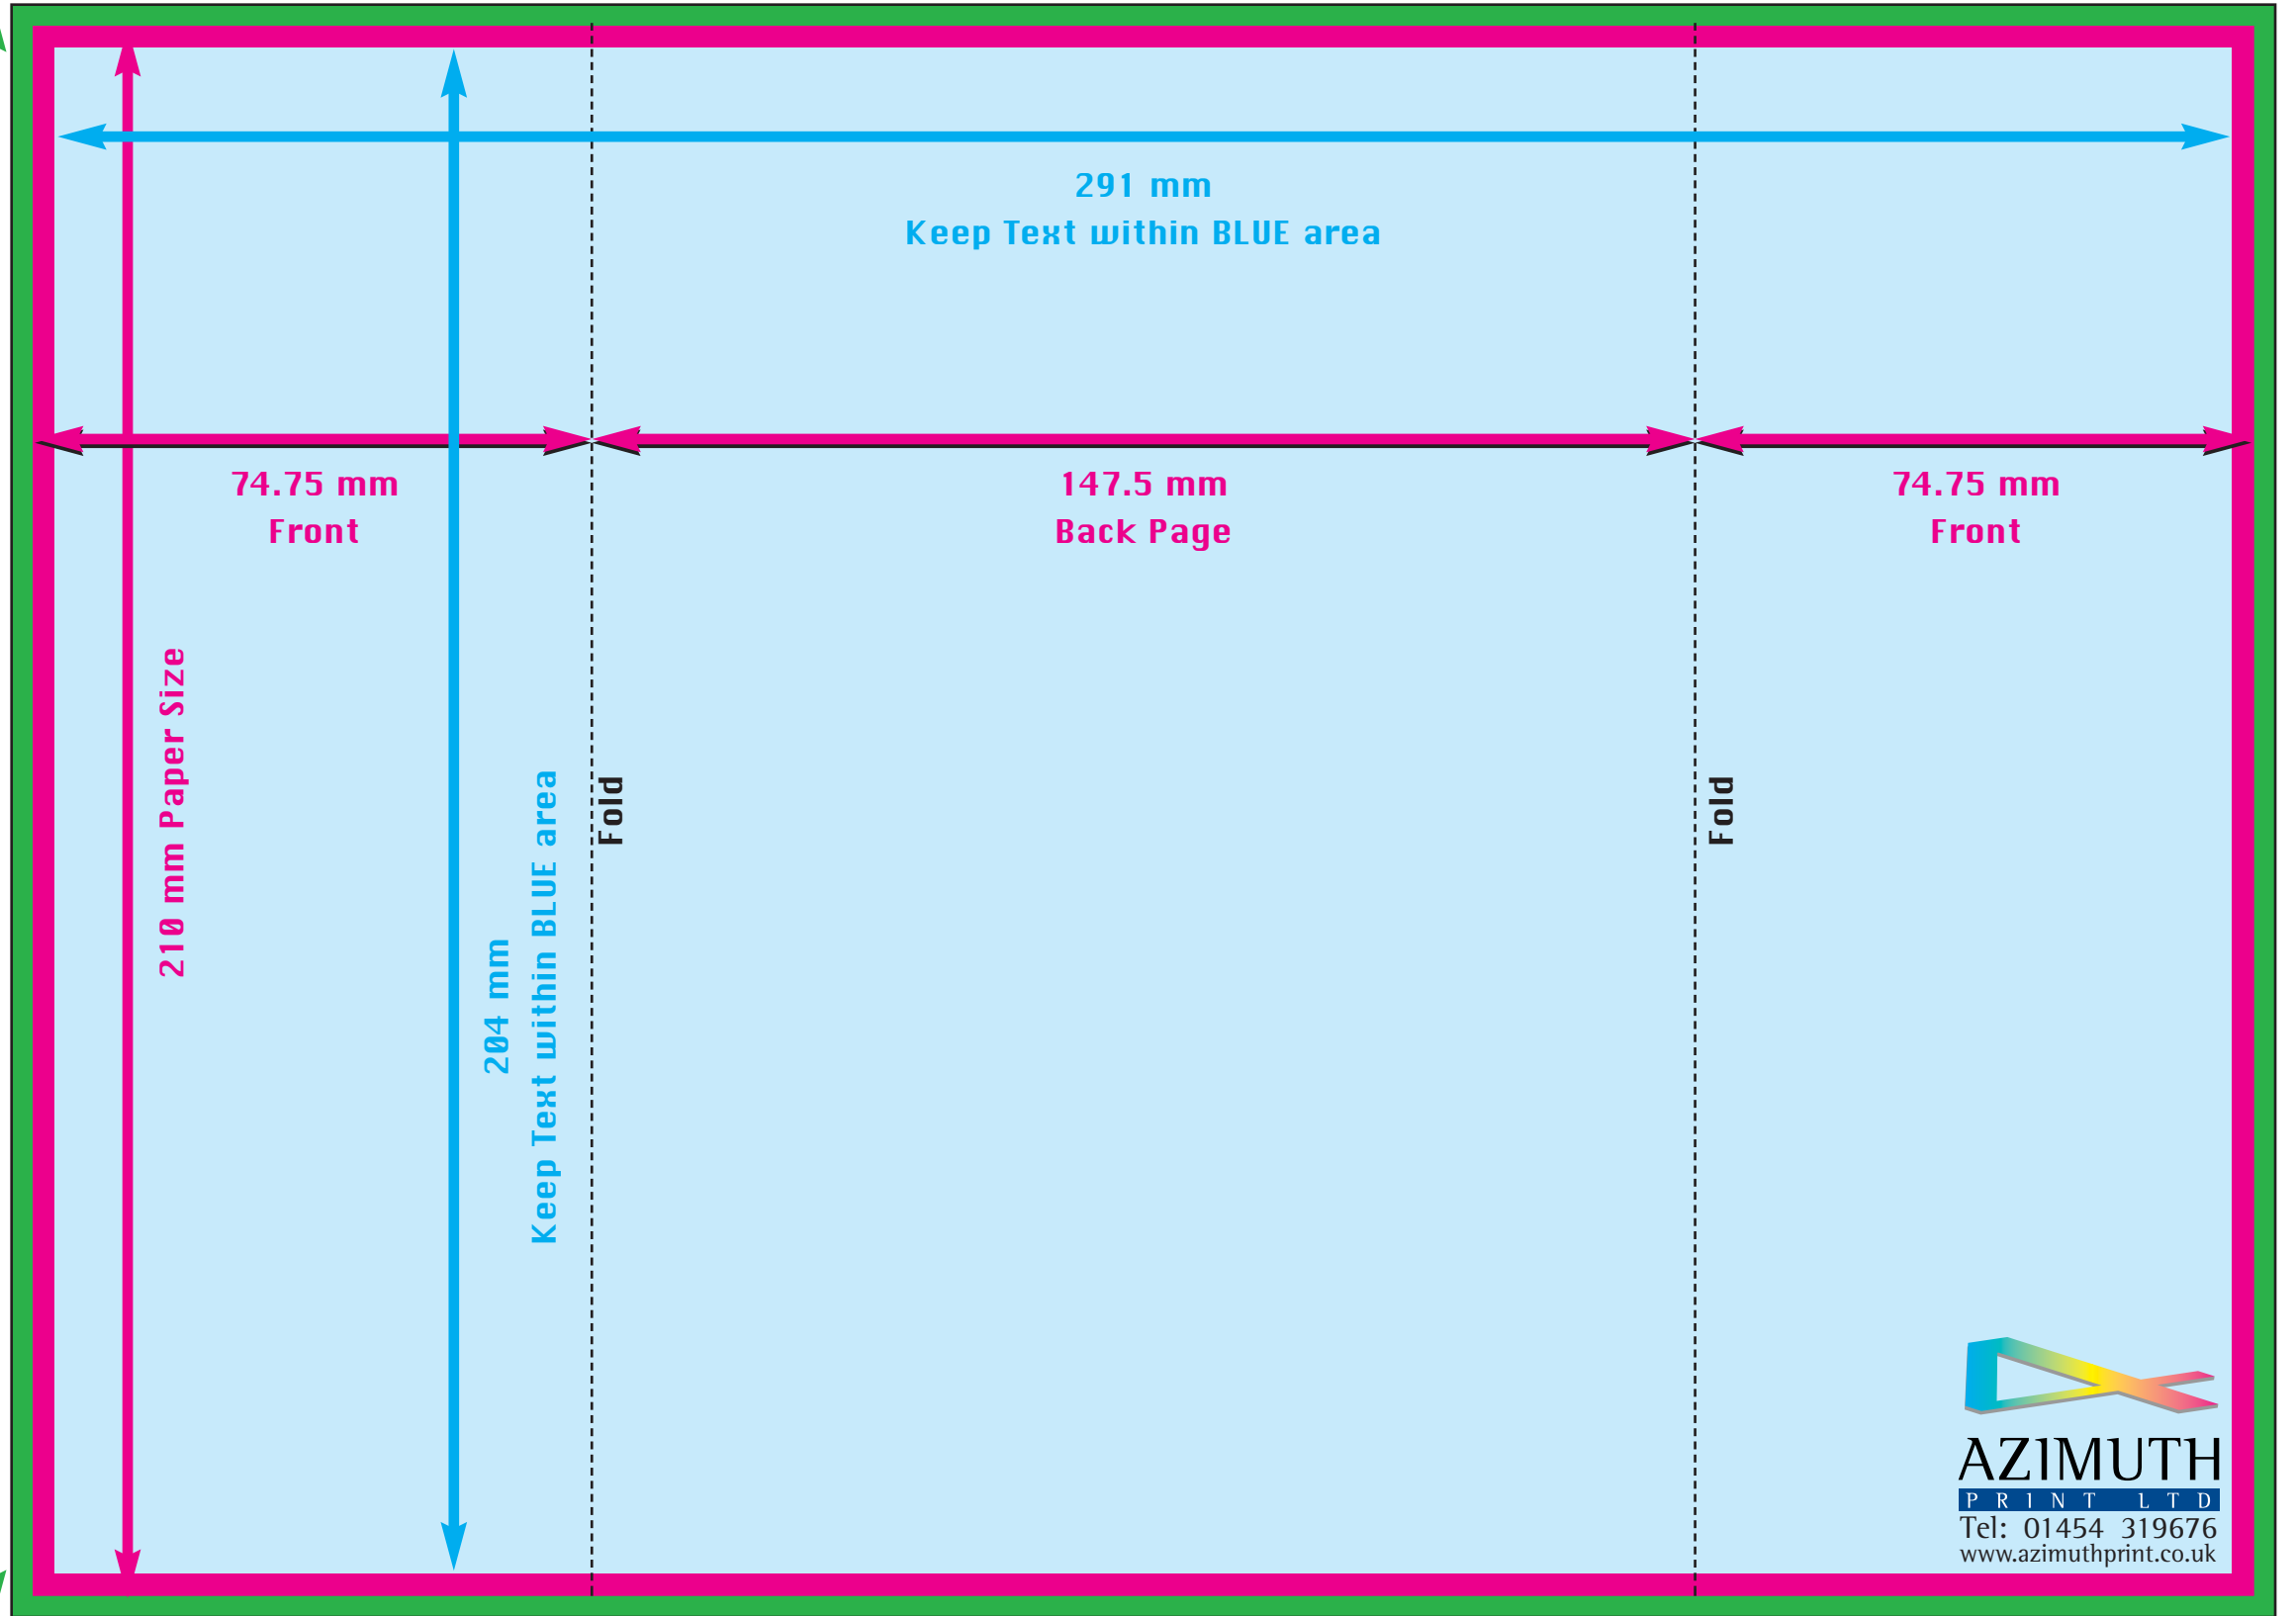 291 mm
Keep Text within BLUE area
74.75 mm
Front
147.5 mm
Back Page
74.75 mm
Front
210 mm Paper Size
204 mm
Keep Text within BLUE area
Fold
Fold
AZIMUTH
PRINT LTD
Tel: 01454 319676
www.azimuthprint.co.uk